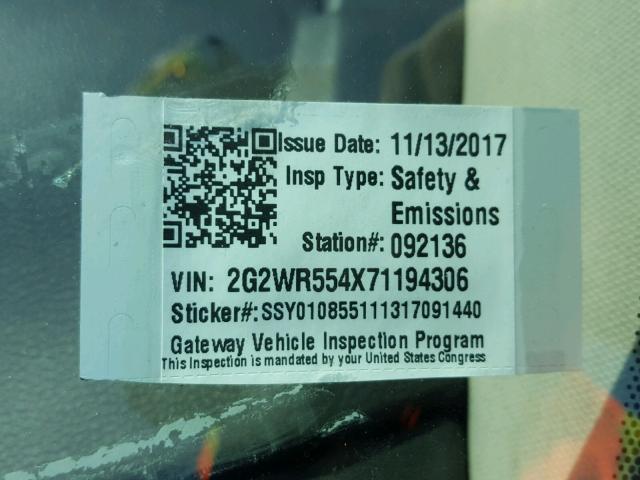 Issue Date: 11/13/2017
Insp Type: Safety &
Emissions
Station#: 092136
VIN: 2G2WR554X71194306
Sticker#: SSY010855111317091440
Gateway Vehicle Inspection Program
This Inspection is mandated by your United States Congress